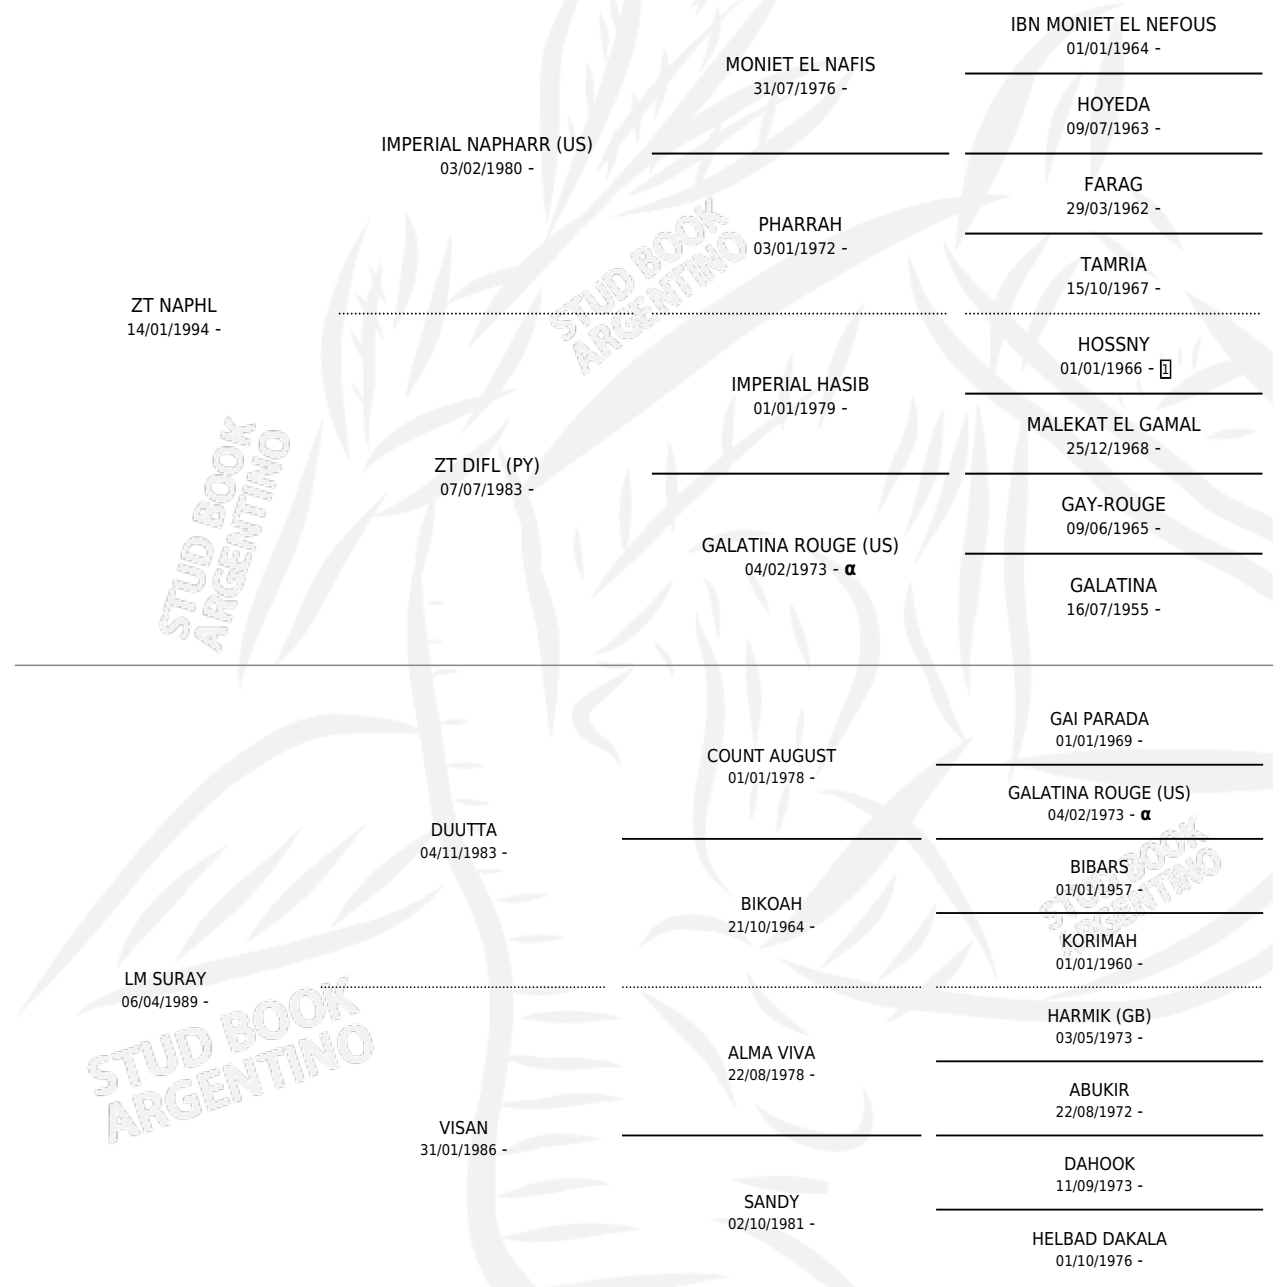 IBN MONIET EL NEFOUS
01/01/1964 -
MONIET EL NAFIS
31/07/1976 -
HOYEDA
09/07/1963 -
IMPERIAL NAPHARR (US)
03/02/1980 -
FARAG
29/03/1962 -
PHARRAH
03/01/1972 -
TAMRIA
15/10/1967 -
ZT NAPHL
14/01/1994 -
HOSSNY
01/01/1966 - 1
IMPERIAL HASIB
01/01/1979 -
MALEKAT EL GAMAL
25/12/1968 -
ZT DIFL (PY)
07/07/1983 -
GAY-ROUGE
09/06/1965 -
GALATINA ROUGE (US)
04/02/1973 - α
GALATINA
16/07/1955 -
GAI PARADA
01/01/1969 -
COUNT AUGUST
01/01/1978 -
GALATINA ROUGE (US)
04/02/1973 - α
DUUTTA
04/11/1983 -
BIBARS
01/01/1957 -
BIKOAH
21/10/1964 -
KORIMAH
01/01/1960 -
LM SURAY
06/04/1989 -
HARMIK (GB)
03/05/1973 -
ALMA VIVA
22/08/1978 -
ABUKIR
22/08/1972 -
VISAN
31/01/1986 -
DAHOOK
11/09/1973 -
SANDY
02/10/1981 -
HELBAD DAKALA
01/10/1976 -
STUD BOOK
ARGENTINO
STUD BOOK
ARGENTINO
STUD BOOK
ARGENTINO
STUD BOOK
ARGENTINO